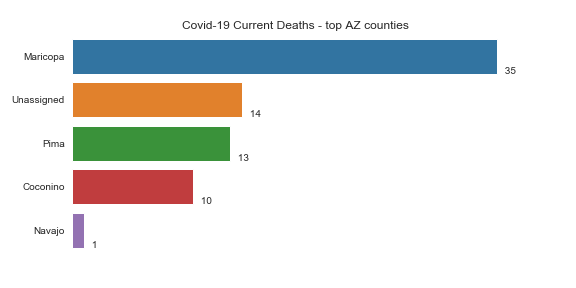 Covid-19 Current Deaths - top AZ counties
Maricopa
35
Unassigned
14
Pima
13
Coconino
10
Navajo
1